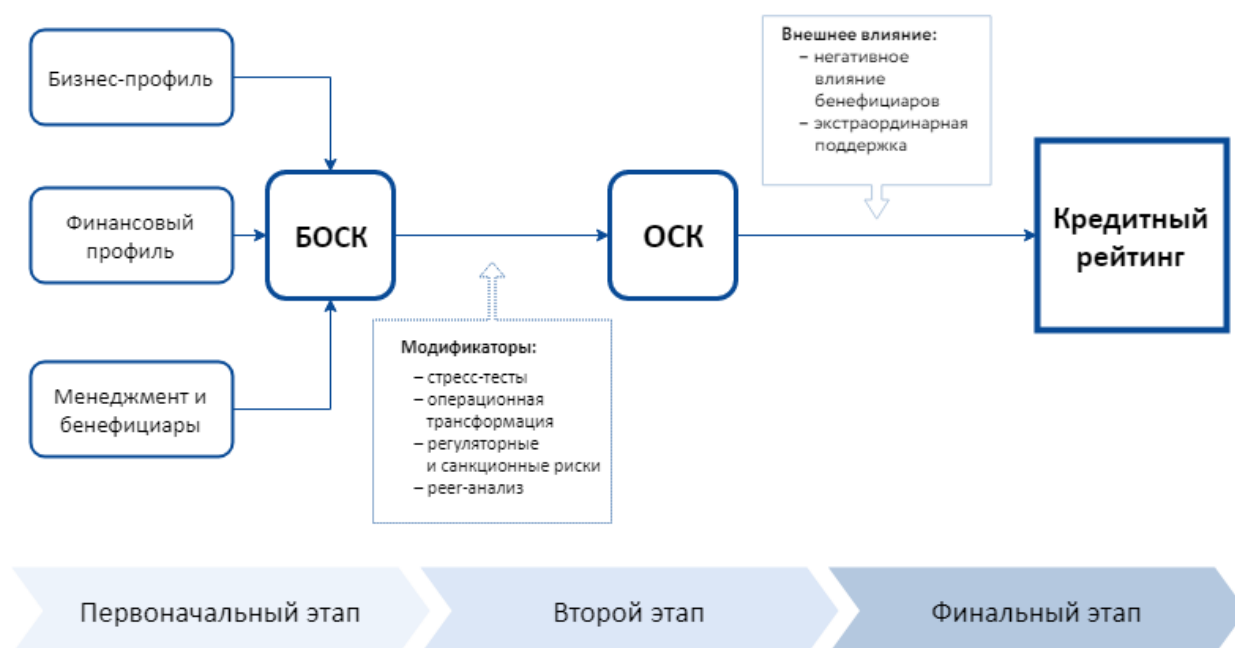 Бизнес-профиль
Финансовый
профиль
Менеджмент и
бенефициары
БОСК
Модификаторы:
– стресс-тесты
– операционная
трансформация
– регуляторные
и санкционные риски
– peer-анализ
ОСК
Внешнее влияние:
– негативное
влияние
бенефициаров
– экстраординарная
поддержка
Кредитный
рейтинг
Первоначальный этап
Второй этап
Финальный этап